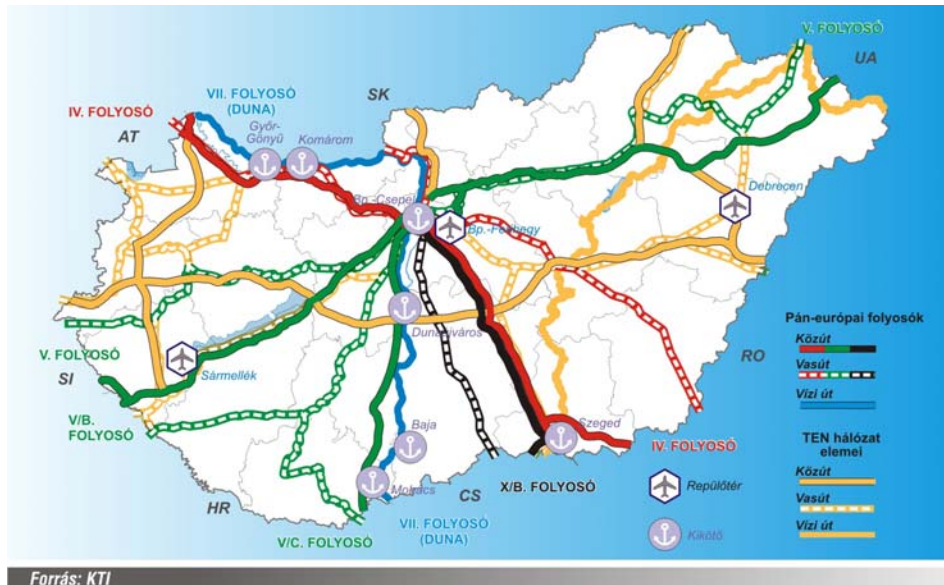 V. FOLYOSÓ
UA
SK
VII. FOLYOSÓ
(DUNA)
IV. FOLYOSÓ
AT
Győr-
Gönyű
Komárom
Debrecen
Bp.-Csepel
Bp.-Ferihegy
Dunaújváros
Pán-európai folyosók
Közút
Vasút
Vízi út
V. FOLYOSÓ
SI
Sármellék
RO
V/B.
FOLYOSÓ
Baja
Szeged
IV. FOLYOSÓ
TEN hálózat
elemei
Közút
Vasút
Vízi út
Mohács
CS
X/B. FOLYOSÓ
Repülőtér
HR
VII. FOLYOSÓ
(DUNA)
V/C. FOLYOSÓ
Kikötő
Forrás: KTI